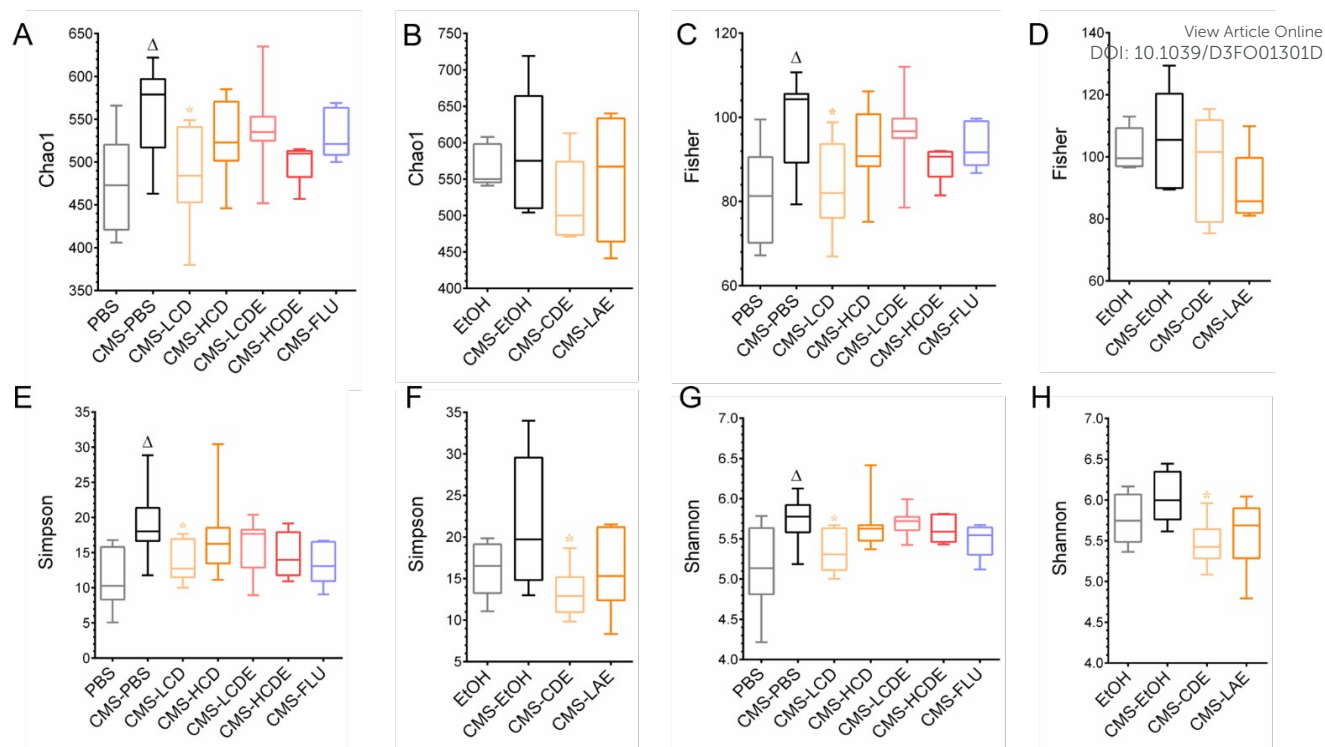 View Article Online
DOI: 10.1039/D3FO01301D
A
Chao1
650
600
550
500
450
400
350
Δ
*
PBS
CMS-PBS
CMS-LCD
CMS-HCD
CMS-LCDE
CMS-HCDE
CMS-FLU
B
Chao1
750
700
650
600
550
500
450
400
EtOH
CMS-EtOH
CMS-CDE
CMS-LAE
C
Fisher
120
100
80
60
Δ
*
PBS
CMS-PBS
CMS-LCD
CMS-HCD
CMS-LCDE
CMS-HCDE
CMS-FLU
D
Fisher
140
120
100
80
60
EtOH
CMS-EtOH
CMS-CDE
CMS-LAE
E
Simpson
35
30
25
20
15
10
5
0
Δ
*
PBS
CMS-PBS
CMS-LCD
CMS-HCD
CMS-LCDE
CMS-HCDE
CMS-FLU
F
Simpson
35
30
25
20
15
10
5
*
EtOH
CMS-EtOH
CMS-CDE
CMS-LAE
G
Shannon
7.0
6.5
6.0
5.5
5.0
4.5
4.0
Δ
*
PBS
CMS-PBS
CMS-LCD
CMS-HCD
CMS-LCDE
CMS-HCDE
CMS-FLU
H
Shannon
7.0
6.5
6.0
5.5
5.0
4.5
4.0
*
EtOH
CMS-EtOH
CMS-CDE
CMS-LAE